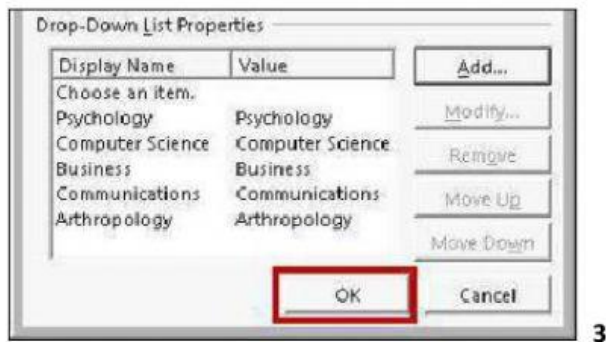 Drop-Down List Properties
Display Name Value
Add...
Choose an item.
Modify...
Psychology Psychology
Computer Science Computer Science
Remove
Business Business
Communications Communications
Move Up
Arthropology Arthropology
Move Down
OK Cancel
3